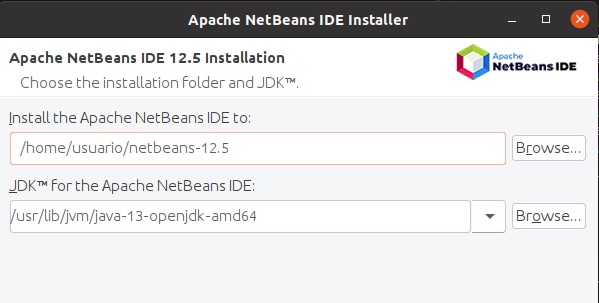 Apache NetBeans IDE Installer
Apache NetBeans IDE 12.5 Installation
Choose the installation folder and JDK™.
Apache
NetBeans IDE
Install the Apache NetBeans IDE to:
/home/usuario/netbeans-12.5
Browse...
JDK™ for the Apache NetBeans IDE:
/usr/lib/jvm/java-13-openjdk-amd64
Browse...